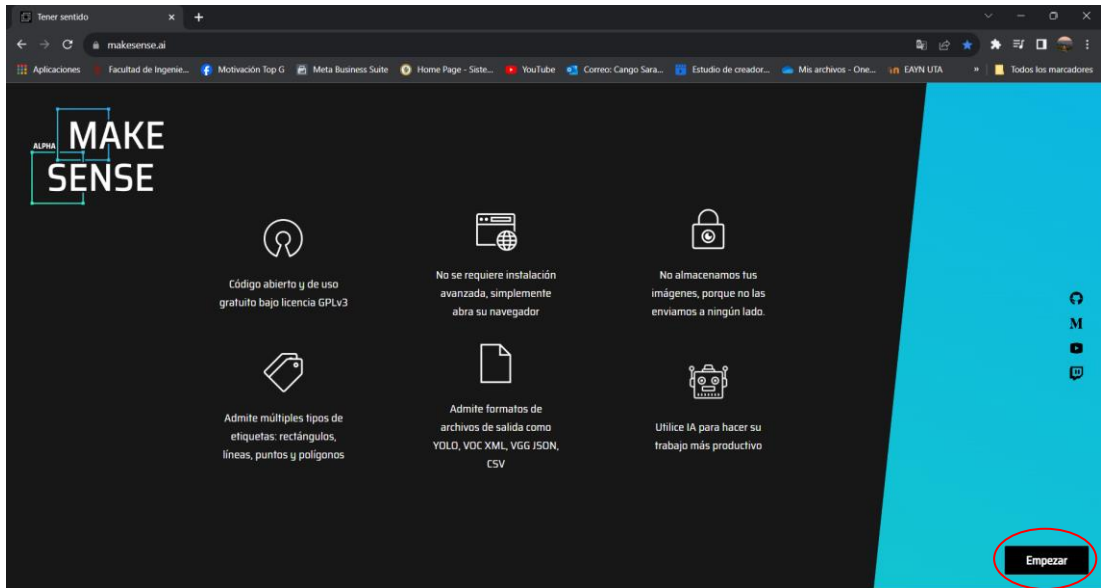 Tener sentido
makesense.ai
Aplicaciones
Facultad de Ingenie...
Motivación Top G
Meta Business Suite
Home Page - Siste...
YouTube
Correo: Cango Sara...
Estudio de creador...
Mis archivos - One...
EAYN UTA
»
Todos los marcadores
ALPHA MAKE
SENSE
Código abierto y de uso
gratuito bajo licencia GPLv3
No se requiere instalación
avanzada, simplemente
abra su navegador
No almacenamos tus
imágenes, porque no las
enviamos a ningún lado.
Admite múltiples tipos de
etiquetas: rectángulos,
líneas, puntos y polígonos
Admite formatos de
archivos de salida como
YOLO, VOC XML, VGG JSON,
CSV
Utilice IA para hacer su
trabajo más productivo
Empezar